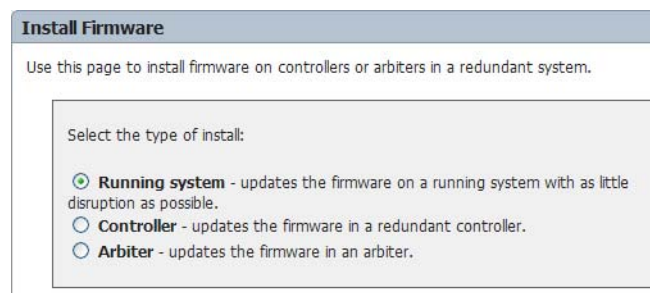 Install Firmware
Use this page to install firmware on controllers or arbiters in a redundant system.
Select the type of install:
Running system - updates the firmware on a running system with as little
disruption as possible.
Controller - updates the firmware in a redundant controller.
Arbiter - updates the firmware in an arbiter.